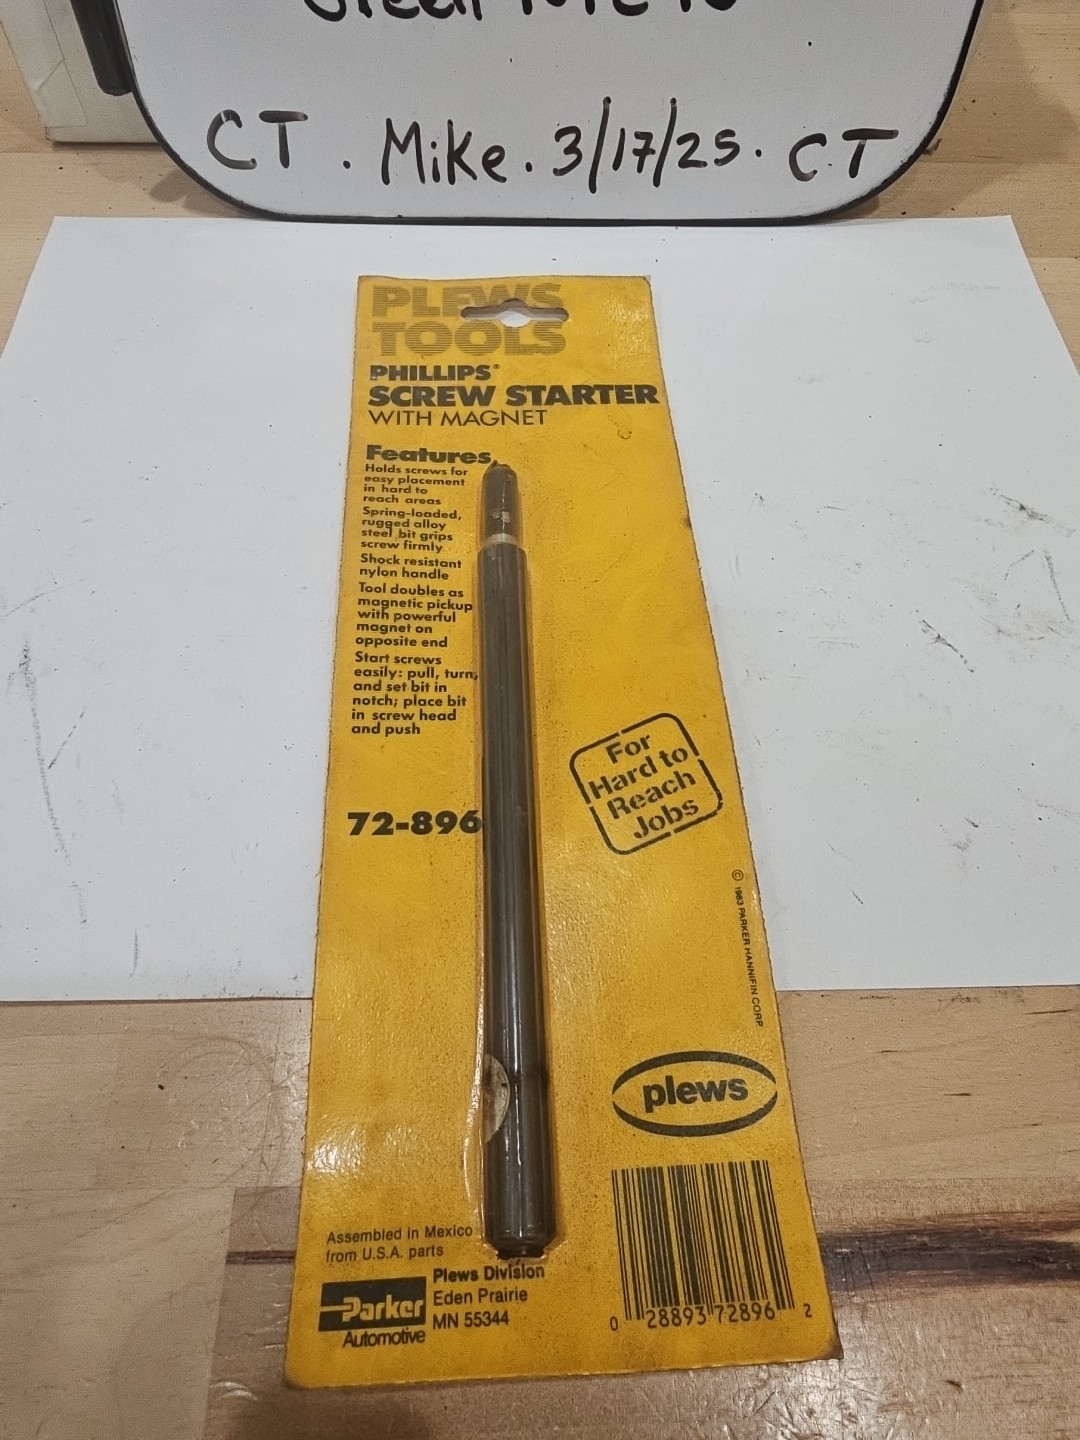 CT. Mike. 3/17/25. CT
PLEWS
TOOLS
PHILLIPS®
SCREW STARTER
WITH MAGNET
Features
Holds screws for
easy placement
in hard to
reach areas
Spring-loaded,
rugged alloy
steel bit grips
screw firmly
Shock resistant
nylon handle
Tool doubles as
magnetic pickup
with powerful
magnet on
opposite end
Start screws
easily: pull, turn,
and set bit in
notch; place bit
in screw head
and push
72-896
For
Hard to
Reach
Jobs
© 1983 PARKER HANNIFIN CORP
plews
Assembled in Mexico
from U.S.A. parts
Parker
Automotive
Plews Division
Eden Prairie
MN 55344
0 28893 72896 2